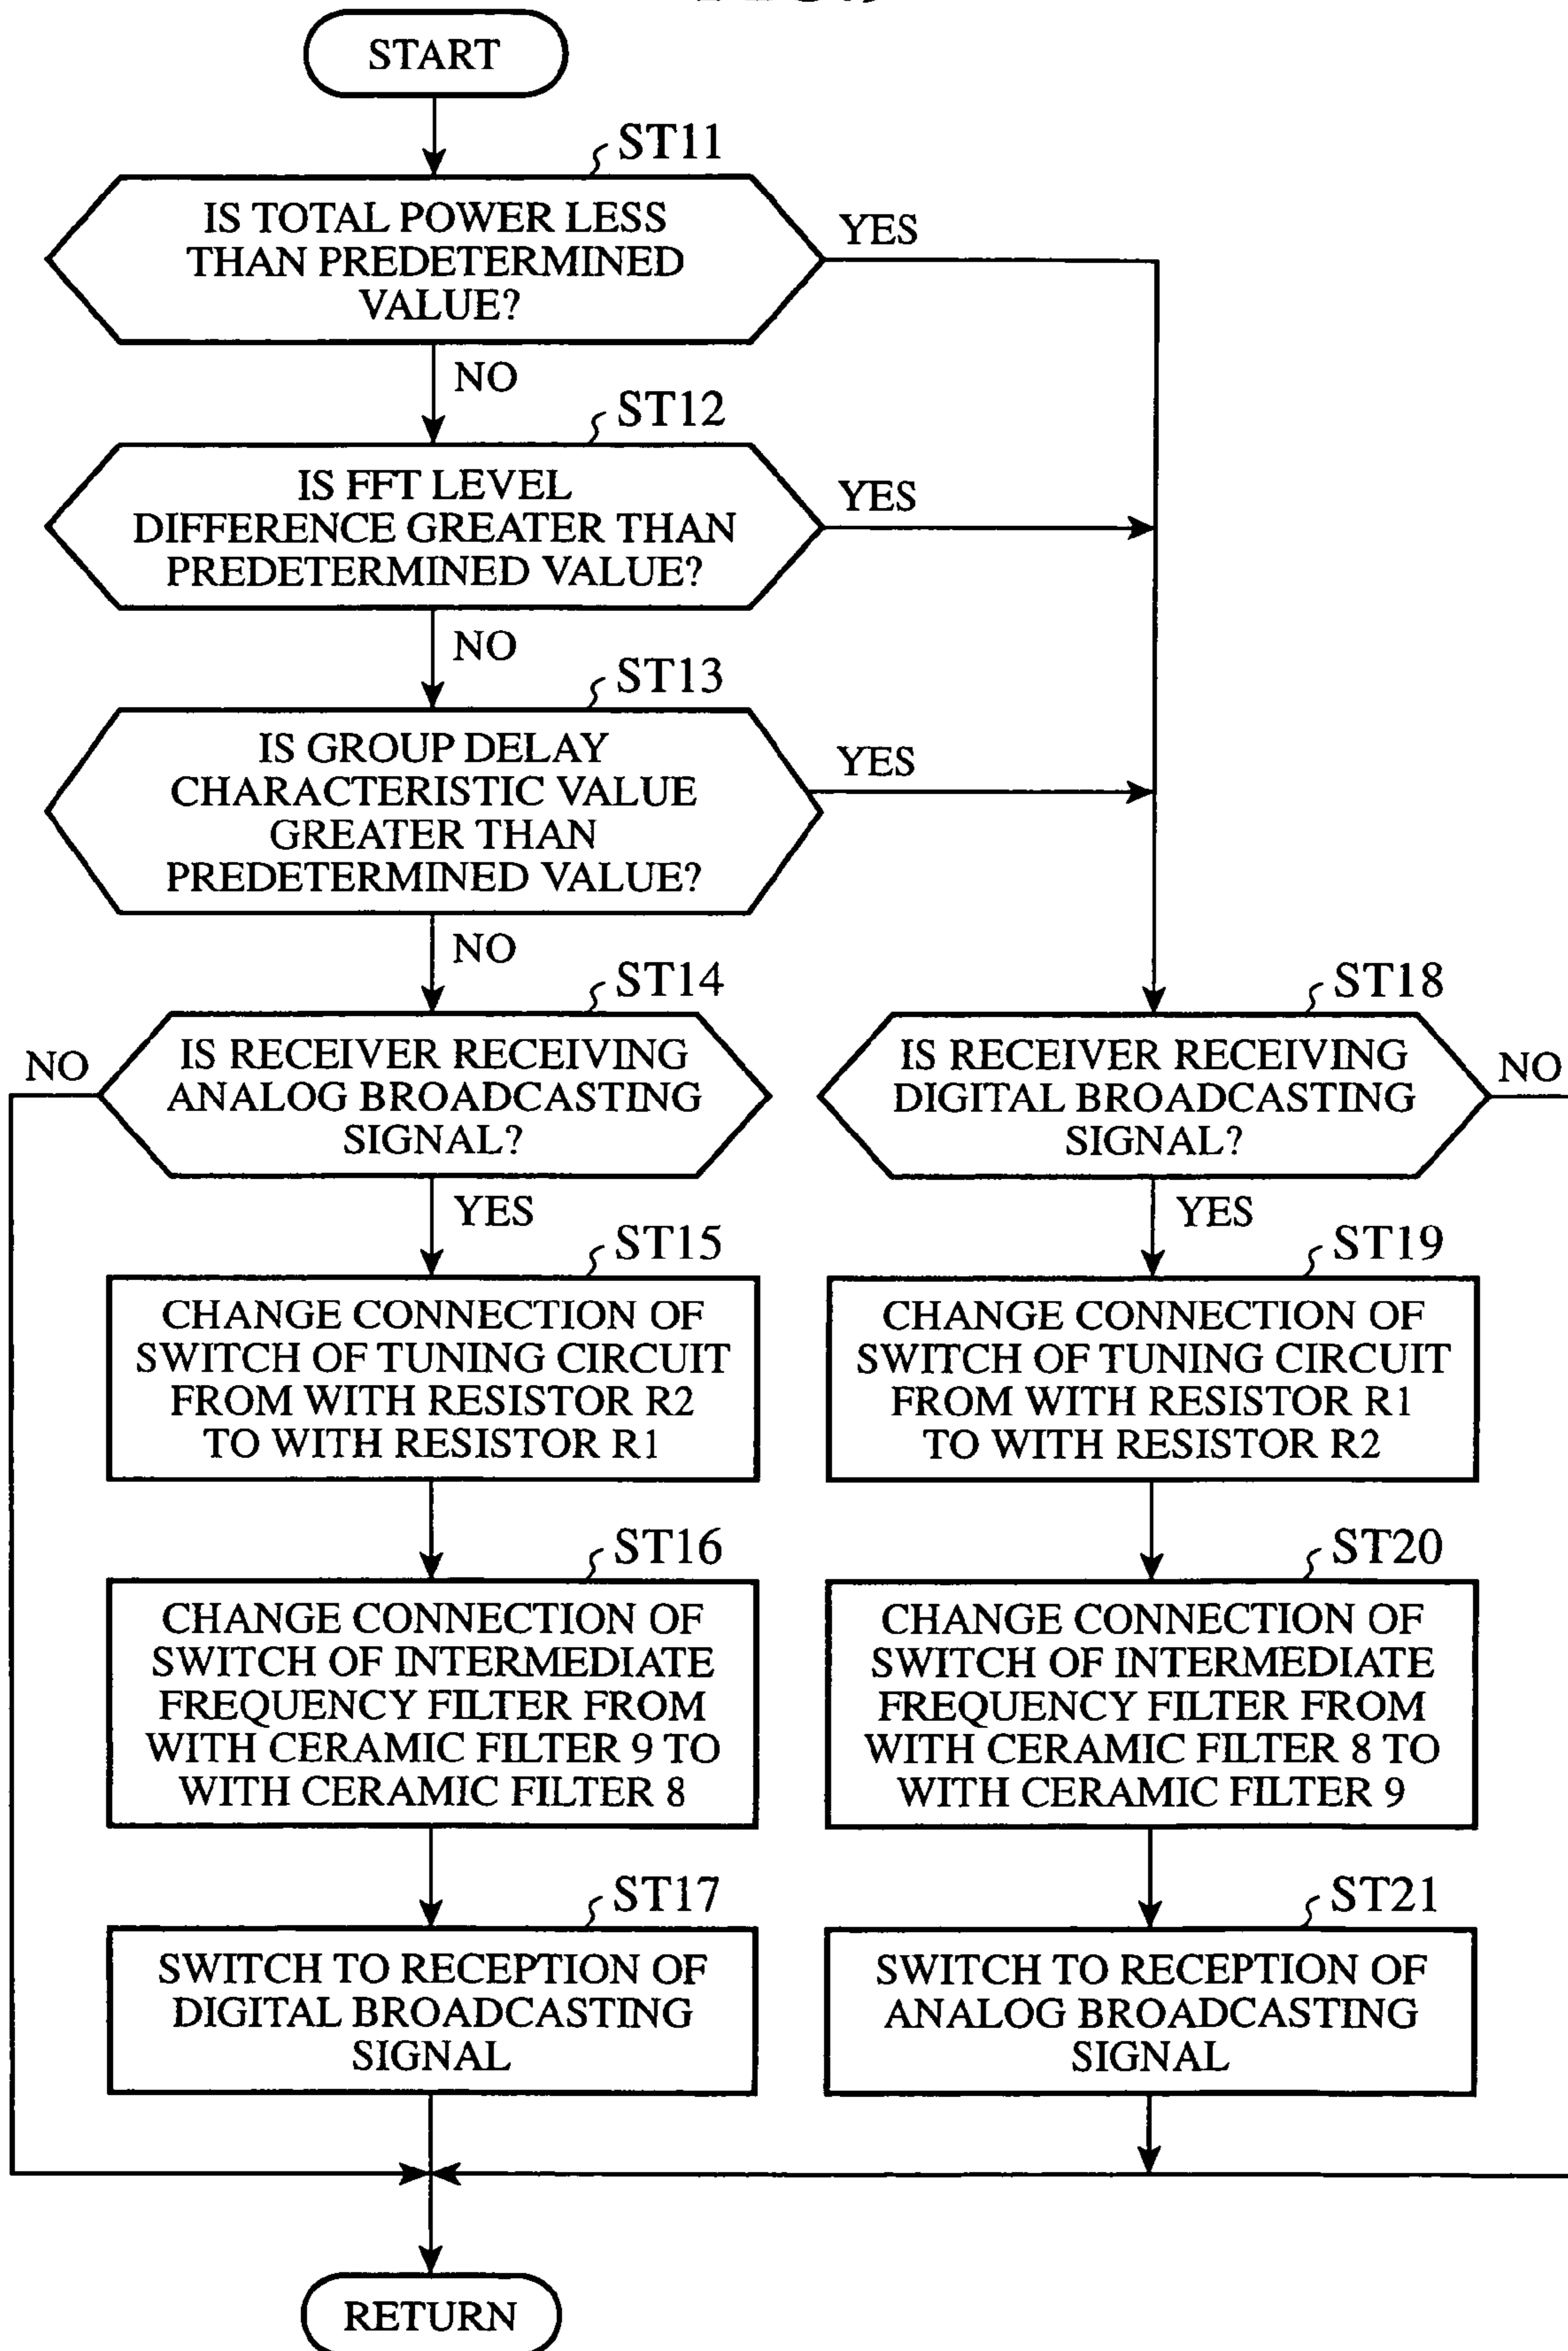 START
ST11
IS TOTAL POWER LESS
THAN PREDETERMINED
VALUE?
YES
NO
ST12
IS FFT LEVEL
DIFFERENCE GREATER THAN
PREDETERMINED VALUE?
YES
NO
ST13
IS GROUP DELAY
CHARACTERISTIC VALUE
GREATER THAN
PREDETERMINED VALUE?
YES
NO
ST14
NO
IS RECEIVER RECEIVING
ANALOG BROADCASTING
SIGNAL?
YES
ST15
CHANGE CONNECTION OF
SWITCH OF TUNING CIRCUIT
FROM WITH RESISTOR R2
TO WITH RESISTOR R1
ST16
CHANGE CONNECTION OF
SWITCH OF INTERMEDIATE
FREQUENCY FILTER FROM
WITH CERAMIC FILTER 9 TO
WITH CERAMIC FILTER 8
ST17
SWITCH TO RECEPTION OF
DIGITAL BROADCASTING
SIGNAL
ST18
IS RECEIVER RECEIVING
DIGITAL BROADCASTING
SIGNAL?
NO
YES
ST19
CHANGE CONNECTION OF
SWITCH OF TUNING CIRCUIT
FROM WITH RESISTOR R1
TO WITH RESISTOR R2
ST20
CHANGE CONNECTION OF
SWITCH OF INTERMEDIATE
FREQUENCY FILTER FROM
WITH CERAMIC FILTER 8 TO
WITH CERAMIC FILTER 9
ST21
SWITCH TO RECEPTION OF
ANALOG BROADCASTING
SIGNAL
RETURN